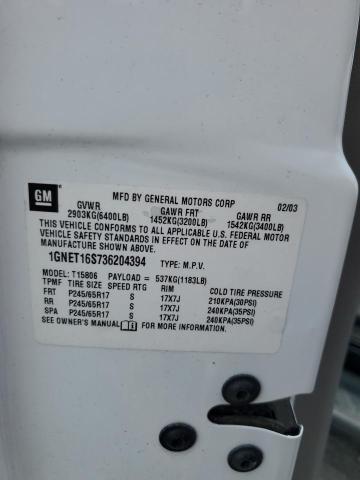 GM
MFD BY GENERAL MOTORS CORP 02/03
GVWR GAWR FRT GAWR RR
2903KG(6400LB) 1452KG(3200LB) 1542KG(3400LB)
THIS VEHICLE CONFORMS TO ALL APPLICABLE U.S. FEDERAL MOTOR
VEHICLE SAFETY STANDARDS IN EFFECT ON THE DATE OF
MANUFACTURE SHOWN ABOVE.
1GNET16S736204394 TYPE: M.P.V.
MODEL: T15806 PAYLOAD = 537KG(1183LB)
TPMF TIRE SIZE SPEED RTG RIM COLD TIRE PRESSURE
FRT P245/65R17 S 17X7J 210KPA(30PSI)
RR P245/65R17 S 17X7J 240KPA(35PSI)
SPA P245/65R17 S 17X7J 240KPA(35PSI)
SEE OWNER'S MANUAL FOR ADDITIONAL INFORMATION.